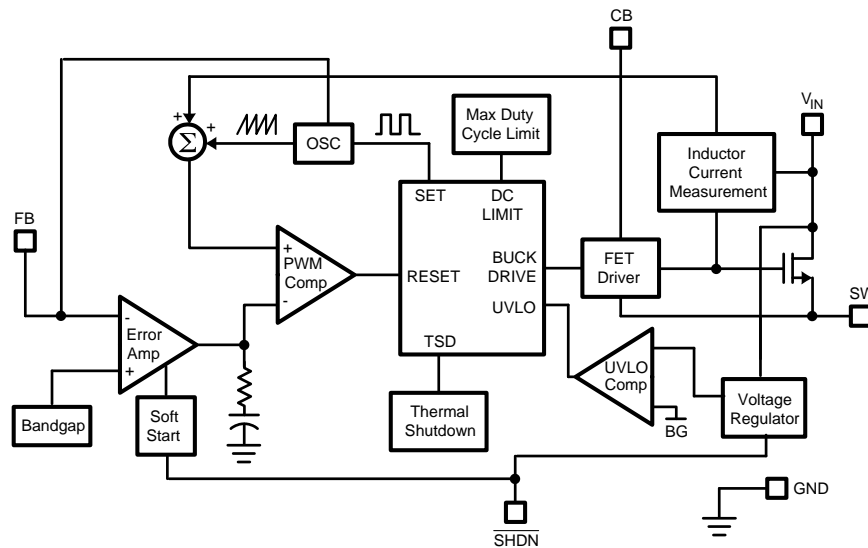 CB
VIN
Max Duty
Cycle Limit
+
+
Σ
OSC
Inductor
Current
Measurement
SET
DC
LIMIT
FB
+
PWM
Comp
-
RESET
BUCK
DRIVE
FET
Driver
UVLO
SW
-
Error
Amp
+
TSD
UVLO
Comp
BG
Voltage
Regulator
Bandgap
Soft
Start
Thermal
Shutdown
GND
SHDN